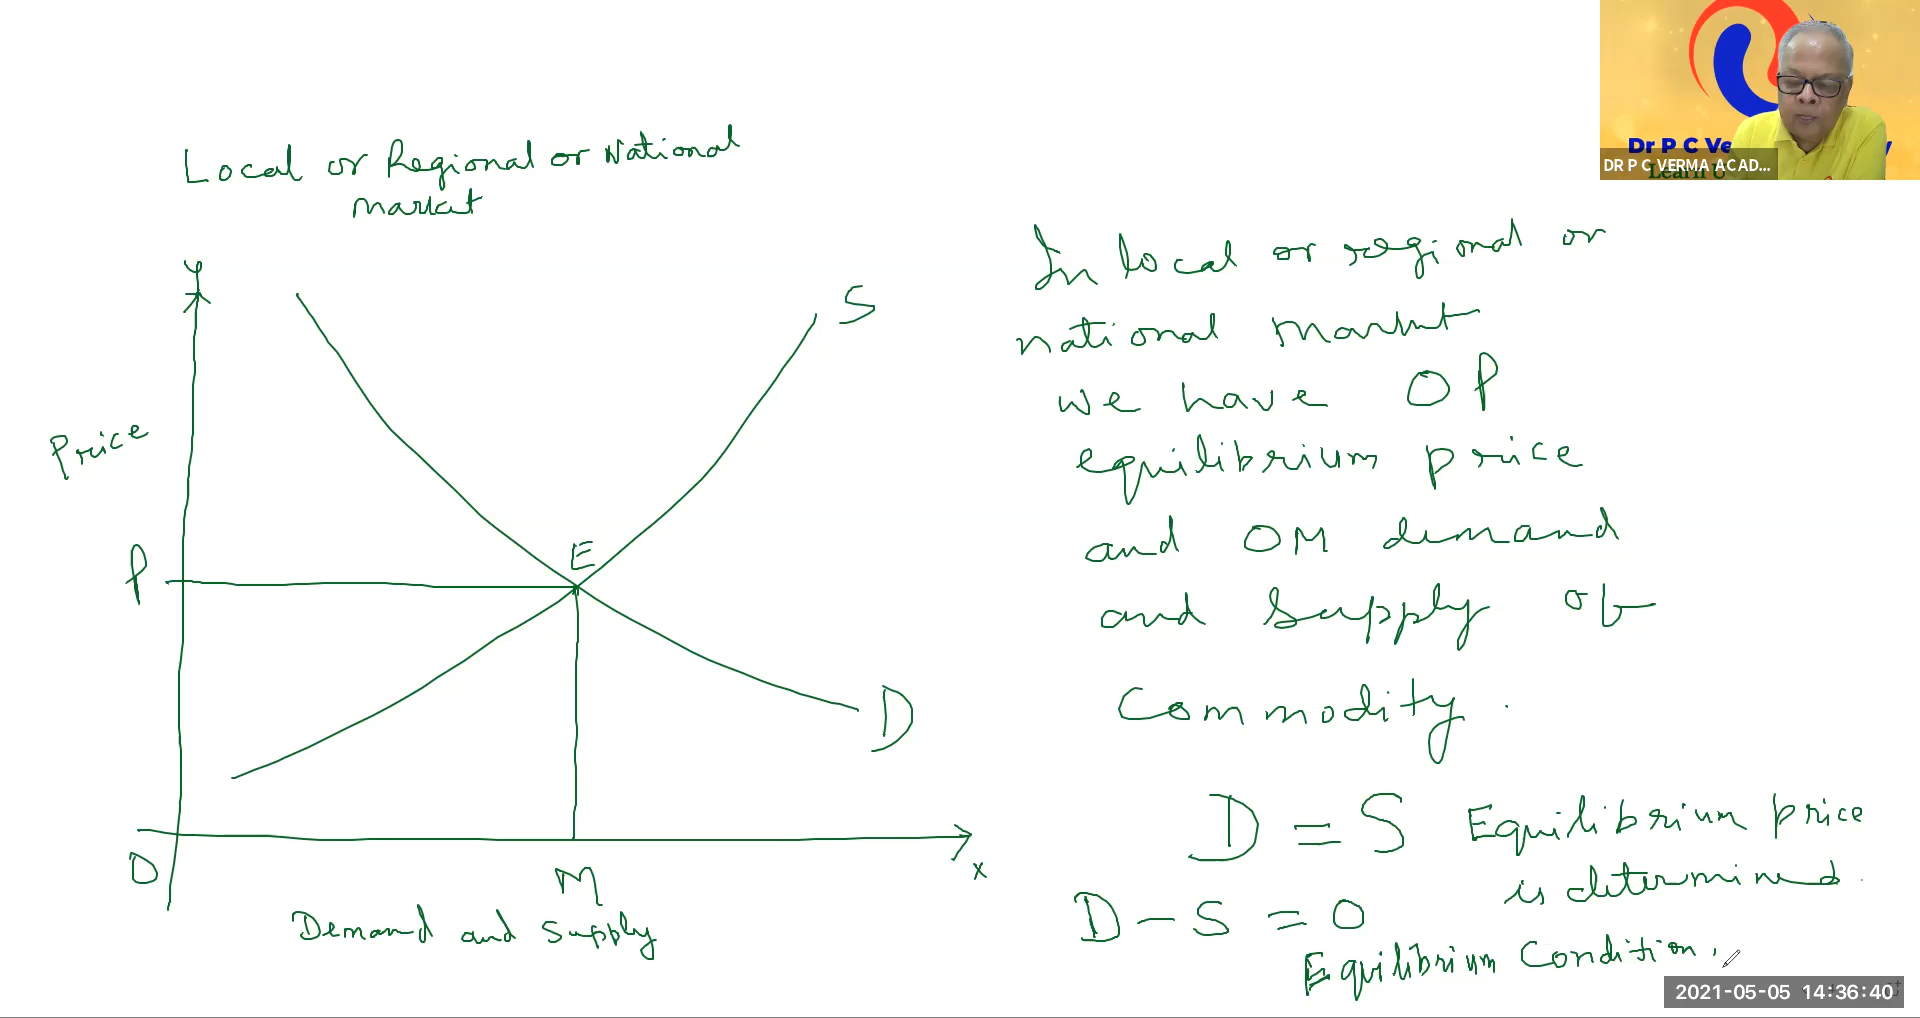 Dr P C Ve
y
DR P C VERMA ACAD...
Learn U
Local or Regional or National
market
Y
Price
P
E
S
D
O
M
X
Demand and Supply
In local or regional or
national market
we have OP
equilibrium price
and OM demand
and supply of
Commodity.
D = S Equilibrium price
is determined.
D - S = 0
Equilibrium Condition.
2021-05-05 14:36:40